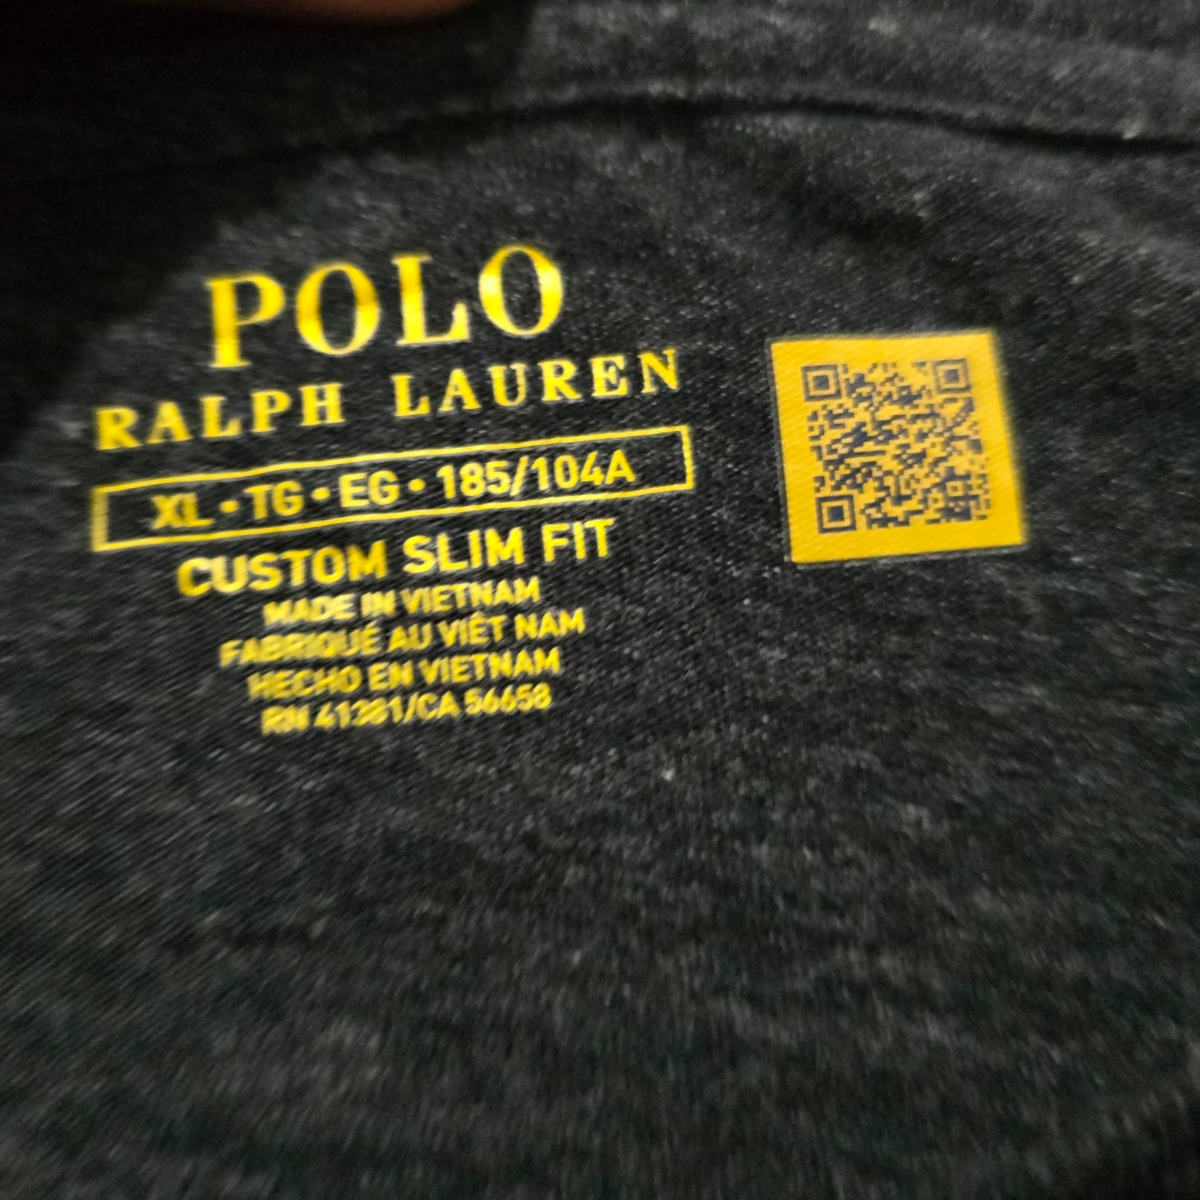 POLO
RALPH LAUREN
XL • TG • EG • 185/104A
CUSTOM SLIM FIT
MADE IN VIETNAM
FABRIQUÉ AU VIÊT NAM
HECHO EN VIETNAM
RN 41381/CA 56658